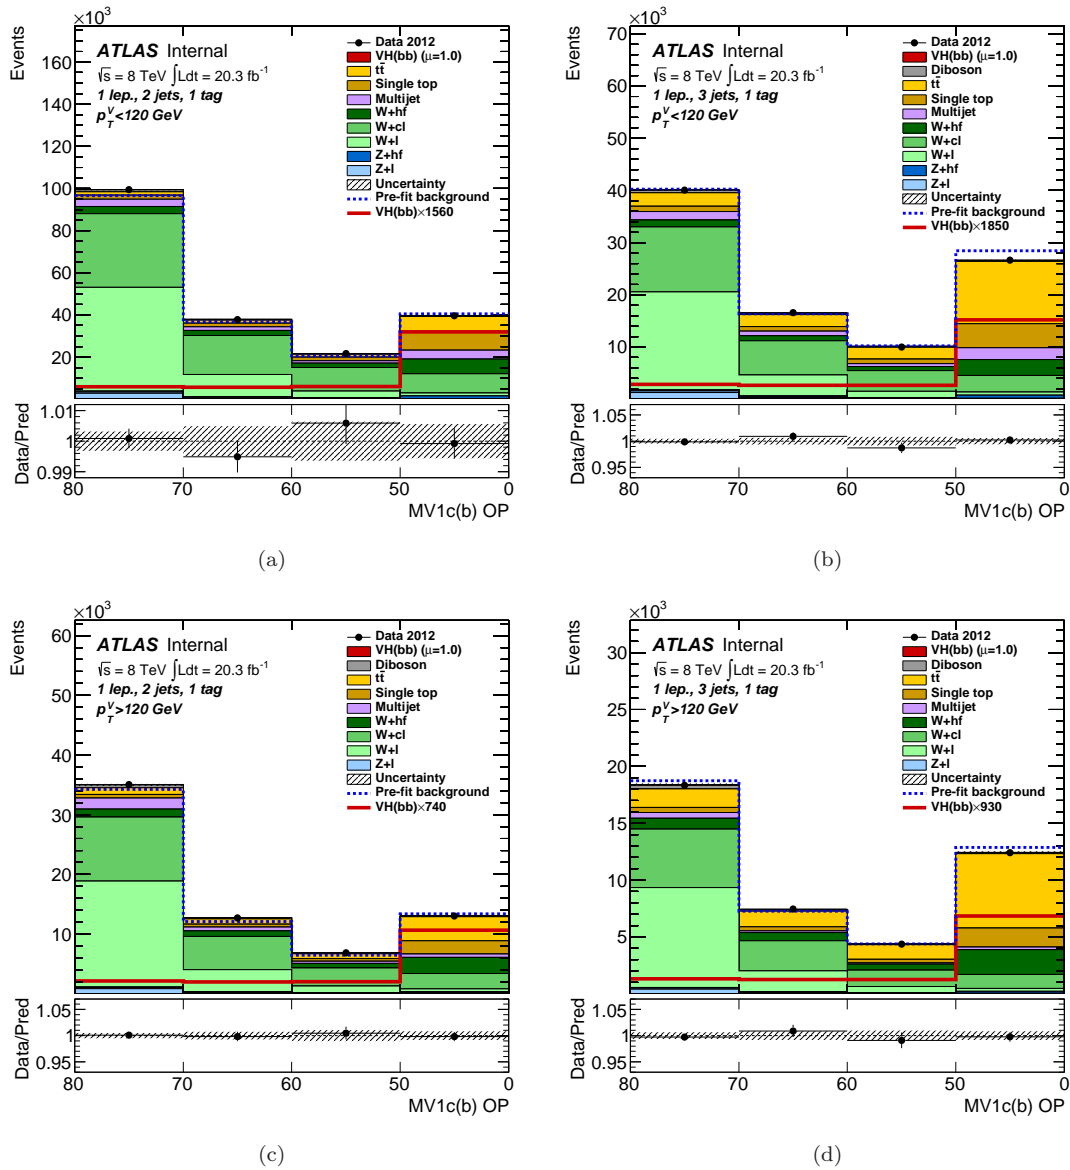 ×10³
Events
160
140
120
100
80
60
40
20
ATLAS Internal
√s = 8 TeV ∫Ldt = 20.3 fb⁻¹
1 lep., 2 jets, 1 tag
p_T^V<120 GeV
Data 2012
VH(bb) (μ=1.0)
tt̄
Single top
Multijet
W+hf
W+cl
W+l
Z+hf
Z+l
Uncertainty
Pre-fit background
VH(bb)×1560
Data/Pred
1.01
1
0.99
80 70 60 50 0
MV1c(b) OP
(a)
×10³
Events
70
60
50
40
30
20
10
ATLAS Internal
√s = 8 TeV ∫Ldt = 20.3 fb⁻¹
1 lep., 3 jets, 1 tag
p_T^V<120 GeV
Data 2012
VH(bb) (μ=1.0)
Diboson
tt̄
Single top
Multijet
W+hf
W+cl
W+l
Z+hf
Z+l
Uncertainty
Pre-fit background
VH(bb)×1850
Data/Pred
1.05
1
0.95
80 70 60 50 0
MV1c(b) OP
(b)
×10³
Events
60
50
40
30
20
10
ATLAS Internal
√s = 8 TeV ∫Ldt = 20.3 fb⁻¹
1 lep., 2 jets, 1 tag
p_T^V>120 GeV
Data 2012
VH(bb) (μ=1.0)
Diboson
tt̄
Single top
Multijet
W+hf
W+cl
W+l
Z+l
Uncertainty
Pre-fit background
VH(bb)×740
Data/Pred
1.05
1
0.95
80 70 60 50 0
MV1c(b) OP
(c)
×10³
Events
30
25
20
15
10
5
ATLAS Internal
√s = 8 TeV ∫Ldt = 20.3 fb⁻¹
1 lep., 3 jets, 1 tag
p_T^V>120 GeV
Data 2012
VH(bb) (μ=1.0)
Diboson
tt̄
Single top
Multijet
W+hf
W+cl
W+l
Z+l
Uncertainty
Pre-fit background
VH(bb)×930
Data/Pred
1.05
1
0.95
80 70 60 50 0
MV1c(b) OP
(d)